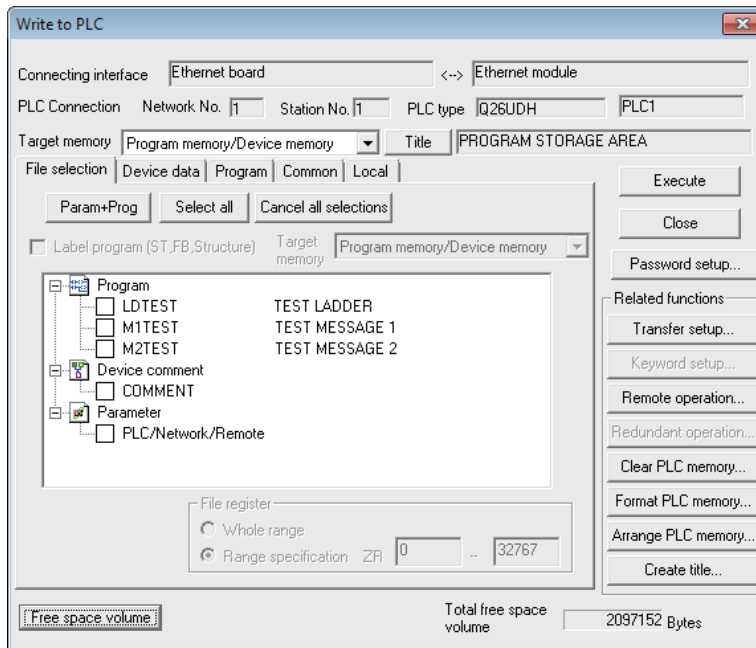 Write to PLC
Connecting interface Ethernet board <--> Ethernet module
PLC Connection Network No. 1 Station No. 1 PLC type Q26UDH PLC1
Target memory Program memory/Device memory Title PROGRAM STORAGE AREA
File selection Device data Program Common Local
Execute
Param+Prog Select all Cancel all selections
Close
Label program (ST,FB,Structure) Target memory Program memory/Device memory
Password setup...
Program
LDTEST TEST LADDER
M1TEST TEST MESSAGE 1
M2TEST TEST MESSAGE 2
Device comment
COMMENT
Parameter
PLC/Network/Remote
Related functions
Transfer setup...
Keyword setup...
Remote operation...
Redundant operation...
Clear PLC memory...
Format PLC memory...
Arrange PLC memory...
Create title...
File register
Whole range
Range specification ZR 0 .. 32767
Free space volume
Total free space volume 2097152 Bytes